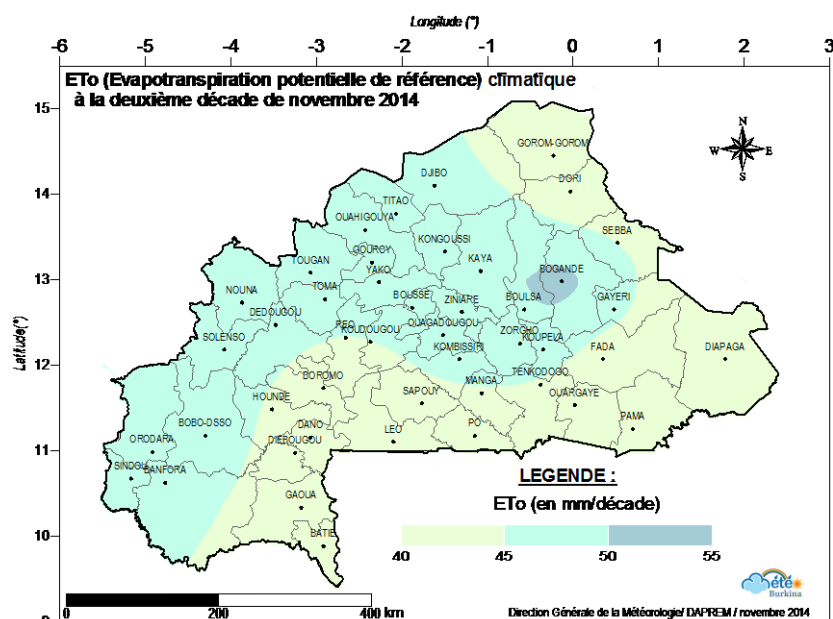 Longitude (°)
-6 -5 -4 -3 -2 -1 0 1 2 3
ETo (Evapotranspiration potentielle de référence) climatique
à la deuxième décade de novembre 2014
15
14
13
12
11
10
Latitude(°)
N
W E
S
GOROM-GOROM
DJIBO
DORI
TITAO
OUAHIGOUYA
SEBBA
KONGOUSSI
GOURCY
KAYA
TOUGAN
YAKO
BOGANDE
NOUNA
TOMA
BOUSSE
ZINIARE
BOULSA
GAYERI
DEDOUGOU
OUAGADOUGOU
REO
KOUDOUGOU
ZORGHO
KOUPELA
SOLENSO
KOMBISSIRI
FADA
DIAPAGA
BOROMO
MANGA
TENKODOGO
HOUNDE
SAPOUY
OUARGAYE
BOBO-DSSO
DANO
LEO
PO
PAMA
ORODARA
DIEBOUGOU
SINDOU
BANFORA
GAOUA
BATIE
LEGENDE :
ETo (en mm/décade)
40 45 50 55
0 200 400 km
météo
Burkina
Direction Générale de la Météorologie/ DAPREM / novembre 2014